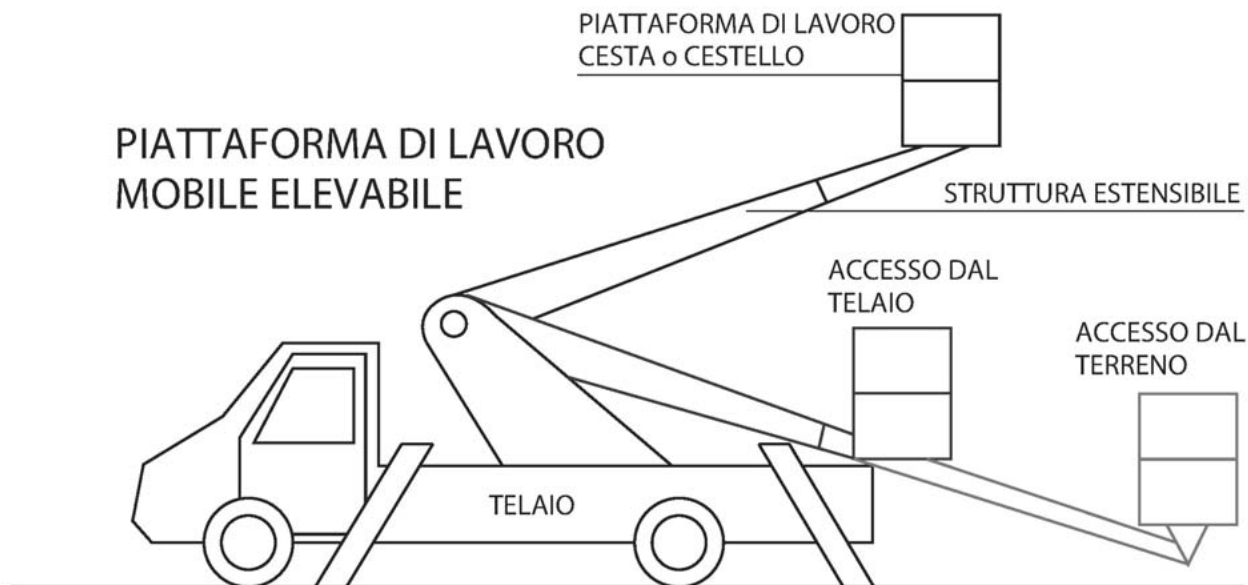 PIATTAFORMA DI LAVORO
CESTA o CESTELLO
PIATTAFORMA DI LAVORO
MOBILE ELEVABILE
STRUTTURA ESTENSIBILE
ACCESSO DAL
TELAIO
ACCESSO DAL
TERRENO
TELAIO